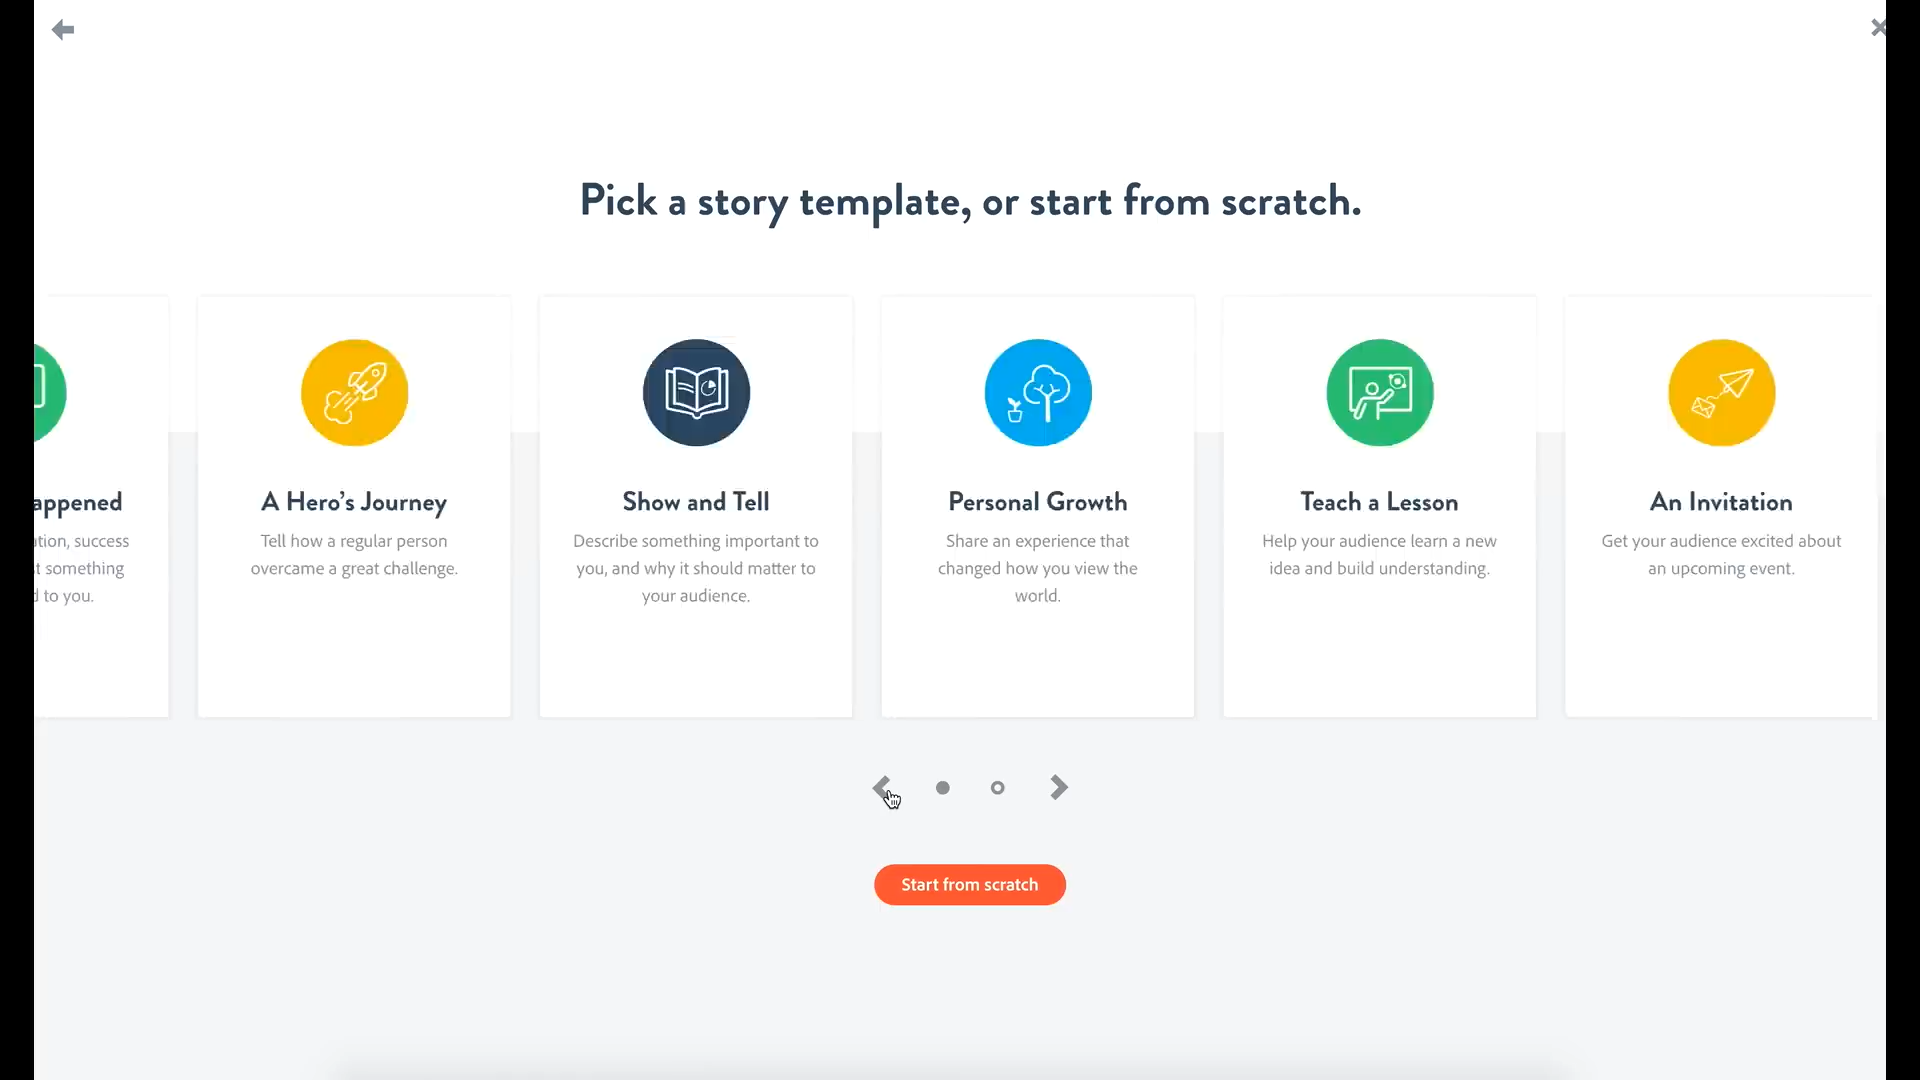 Pick a story template, or start from scratch.
appened
success
something
to you.
A Hero's Journey
Tell how a regular person
overcame a great challenge.
Show and Tell
Describe something important to
you, and why it should matter to
your audience.
Personal Growth
Share an experience that
changed how you view the
world.
Teach a Lesson
Help your audience learn a new
idea and build understanding.
An Invitation
Get your audience excited about
an upcoming event.
Start from scratch